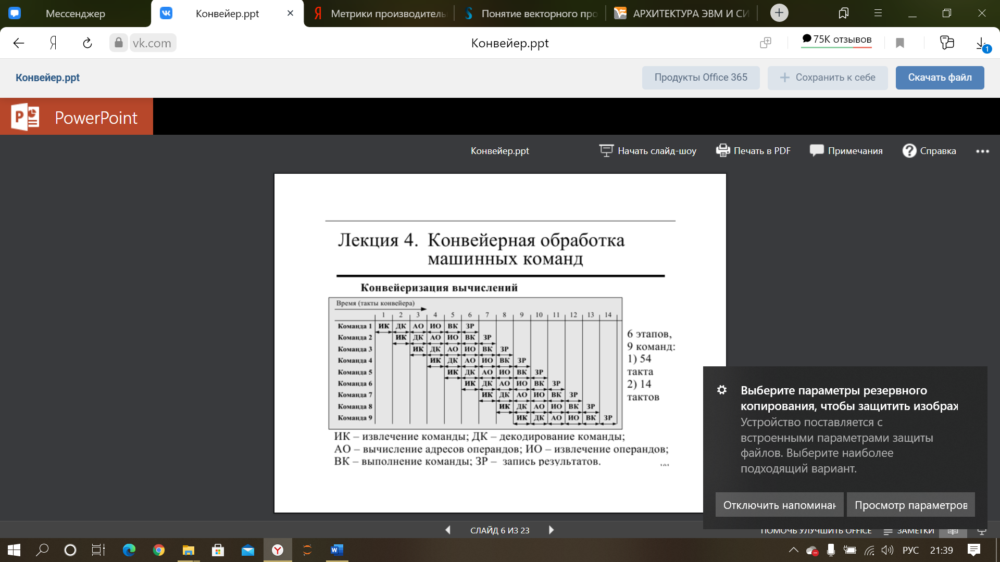 Мессенджер
Конвейер.ppt
Метрики производитель
Понятие векторного про
АРХИТЕКТУРА ЭВМ И СИ
vk.com
Конвейер.ppt
75K отзывов
1
Конвейер.ppt
Продукты Office 365
Сохранить к себе
Скачать файл
PowerPoint
Конвейер.ppt
Начать слайд-шоу
Печать в PDF
Примечания
Справка
Лекция 4. Конвейерная обработка
машинных команд
Конвейеризация вычислений
Время (такты конвейера)
1 2 3 4 5 6 7 8 9 10 11 12 13 14
Команда 1 ИК ДК АО ИО ВК ЗР
Команда 2 ИК ДК АО ИО ВК ЗР
Команда 3 ИК ДК АО ИО ВК ЗР
Команда 4 ИК ДК АО ИО ВК ЗР
Команда 5 ИК ДК АО ИО ВК ЗР
Команда 6 ИК ДК АО ИО ВК ЗР
Команда 7 ИК ДК АО ИО ВК ЗР
Команда 8 ИК ДК АО ИО ВК ЗР
Команда 9 ИК ДК АО ИО ВК ЗР
6 этапов,
9 команд:
1) 54
такта
2) 14
тактов
ИК – извлечение команды; ДК – декодирование команды;
АО – вычисление адресов операндов; ИО – извлечение операндов;
ВК – выполнение команды; ЗР – запись результатов.
Выберите параметры резервного
копирования, чтобы защитить изображ
Устройство поставляется с
встроенными параметрами защиты
файлов. Выберите наиболее
подходящий вариант.
Отключить напоминан
Просмотр параметров
СЛАЙД 6 ИЗ 23
ПОМОЧЬ УЛУЧШИТЬ OFFICE
ЗАМЕТКИ
РУС
21:39